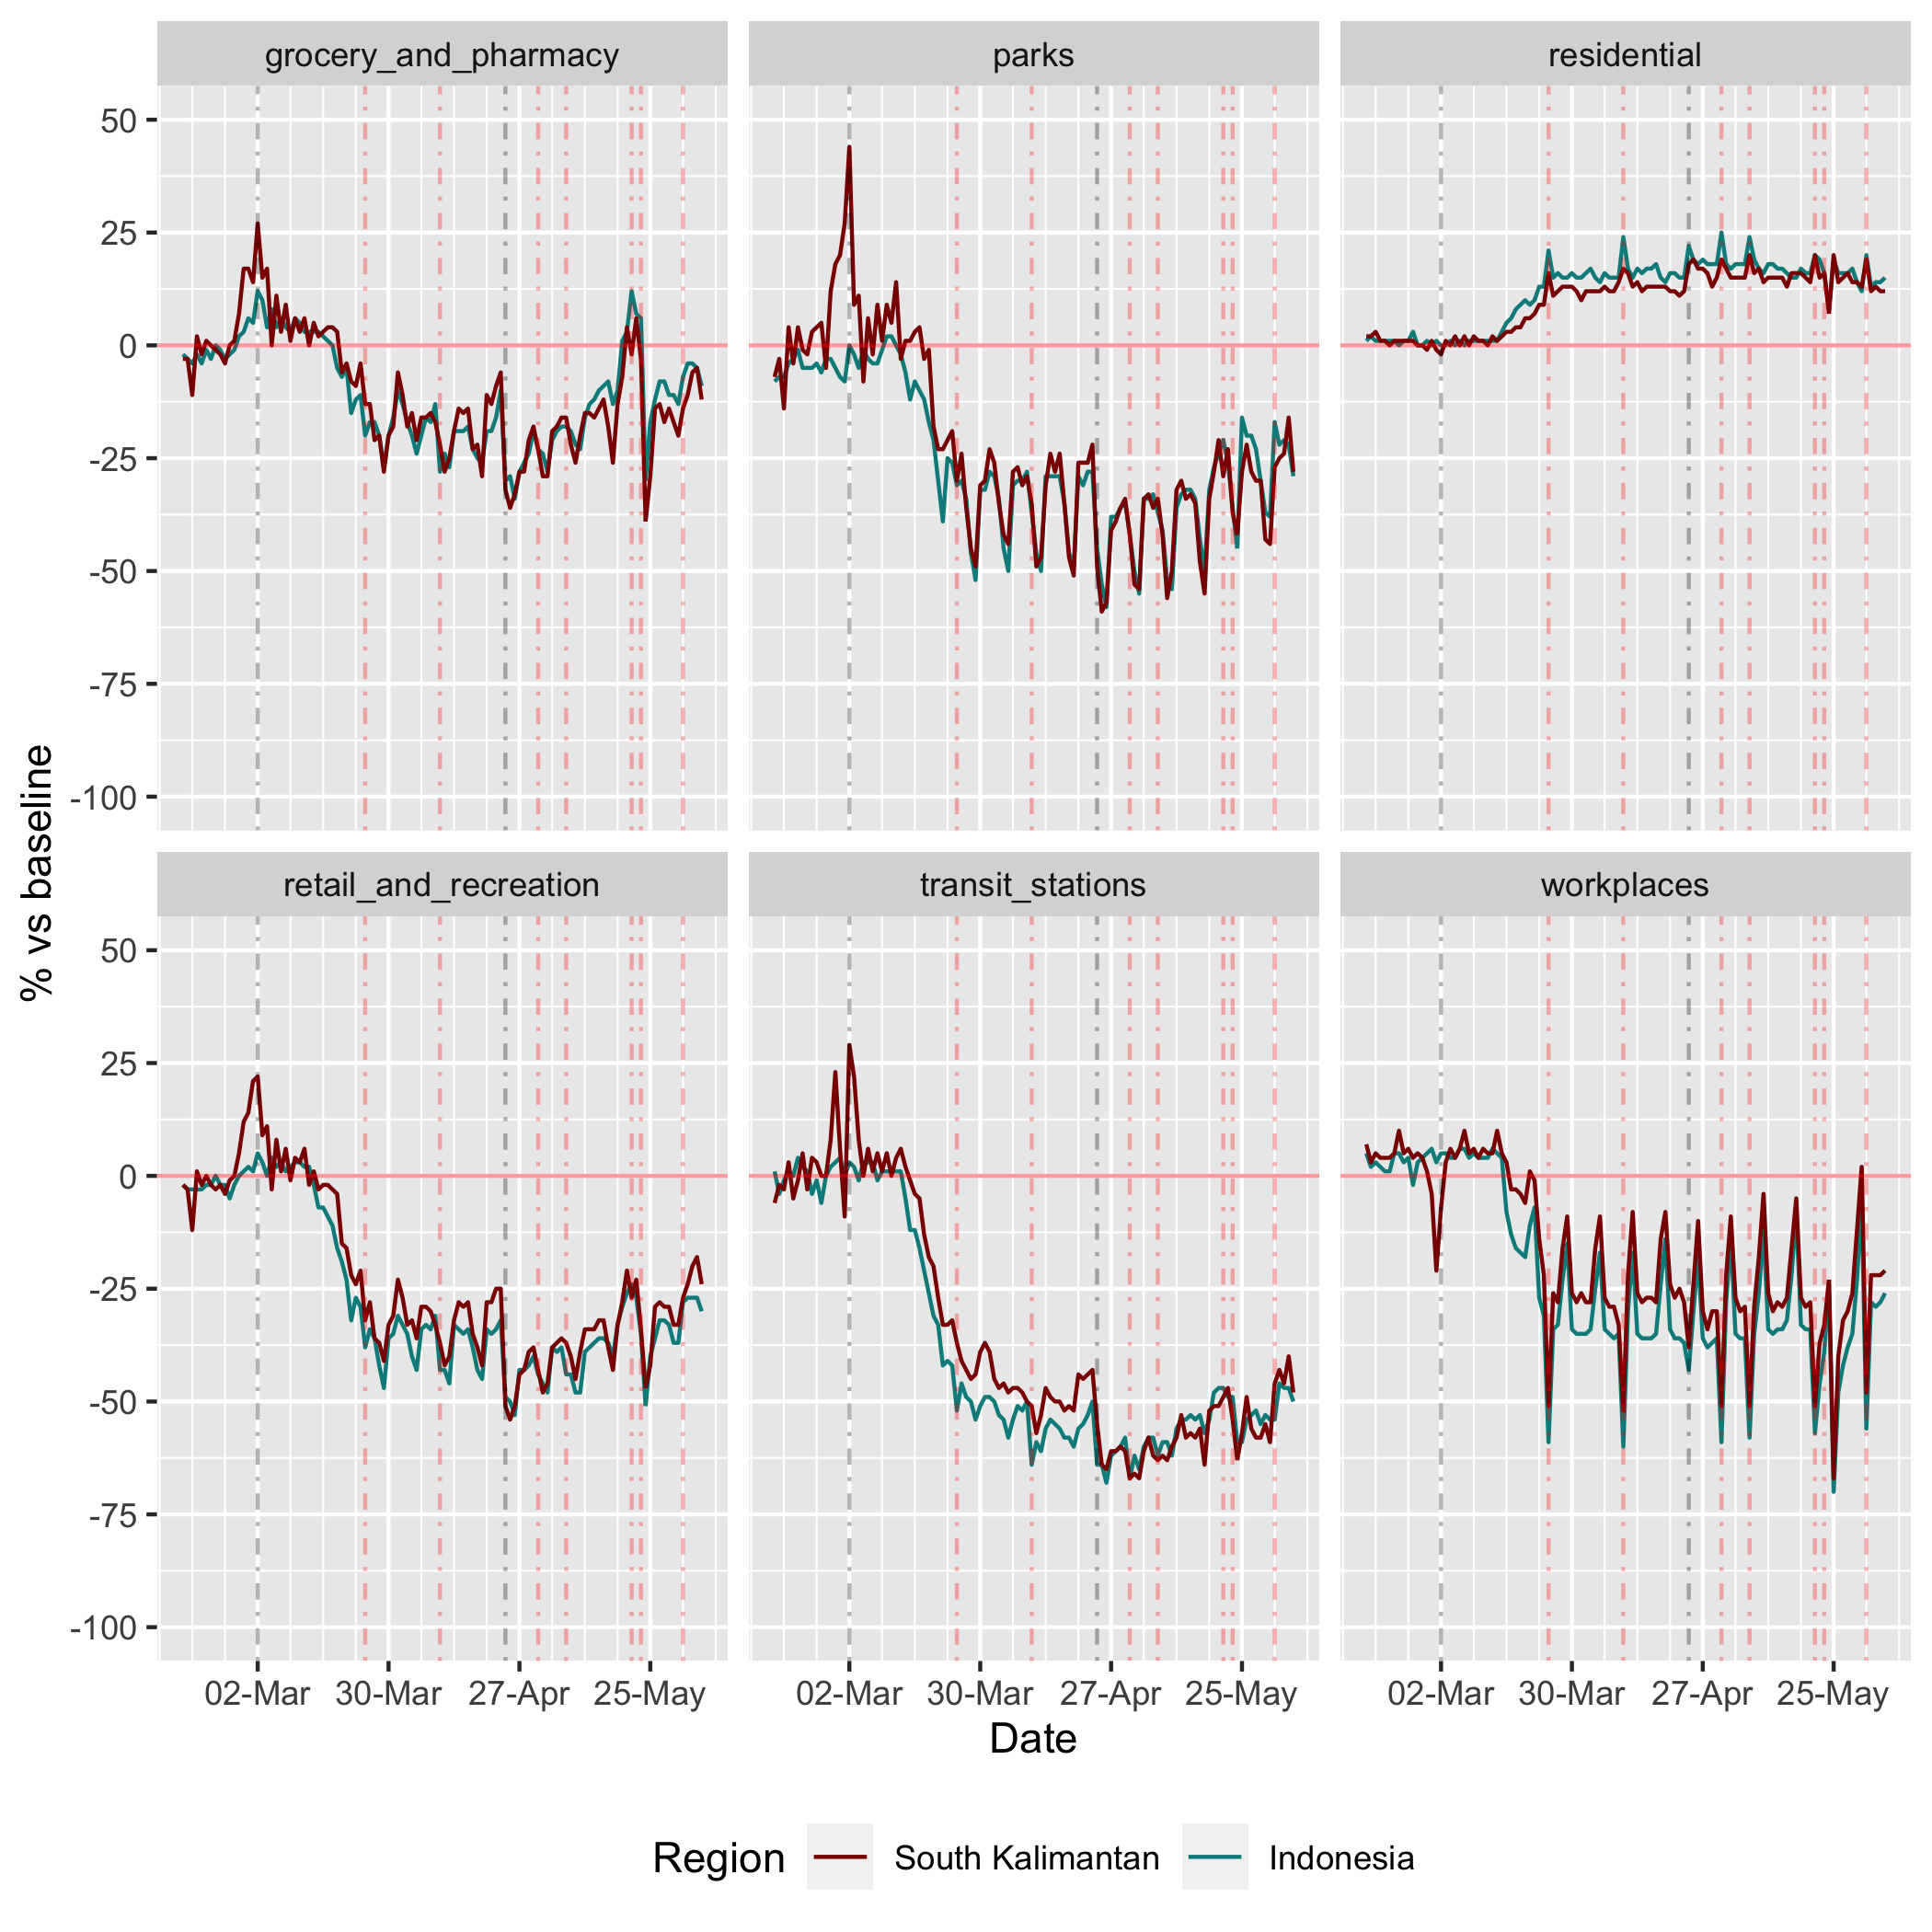 grocery_and_pharmacy parks residential
50
25
0
-25
-50
-75
-100
% vs baseline
retail_and_recreation transit_stations workplaces
50
25
0
-25
-50
-75
-100
02-Mar 30-Mar 27-Apr 25-May 02-Mar 30-Mar 27-Apr 25-May 02-Mar 30-Mar 27-Apr 25-May
Date
Region South Kalimantan Indonesia